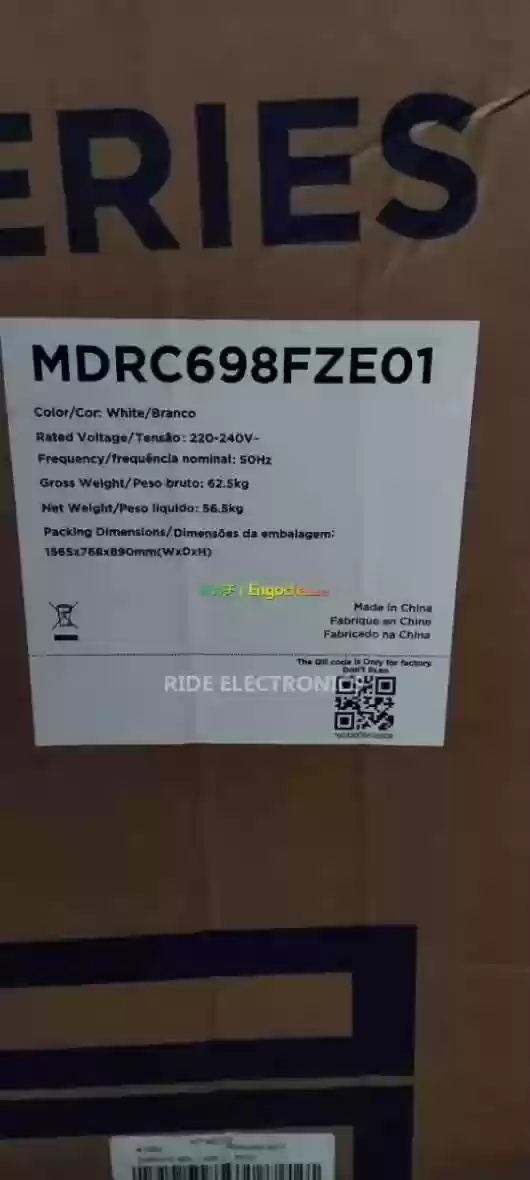 ERIES
MDRC698FZE01
Color/Cor: White/Branco
Rated Voltage/Tensão: 220-240V~
Frequency/frequência nominal: 50Hz
Gross Weight/Peso bruto: 62.5kg
Net Weight/Peso líquido: 56.5kg
Packing Dimensions/Dimensões da embalagem:
1565x768x890mm(WxDxH)
Engocha
Made in China
Fabriqué en Chine
Fabricado na China
The QR code is Only for factory,
Don't Scan
RIDE ELECTRONICS